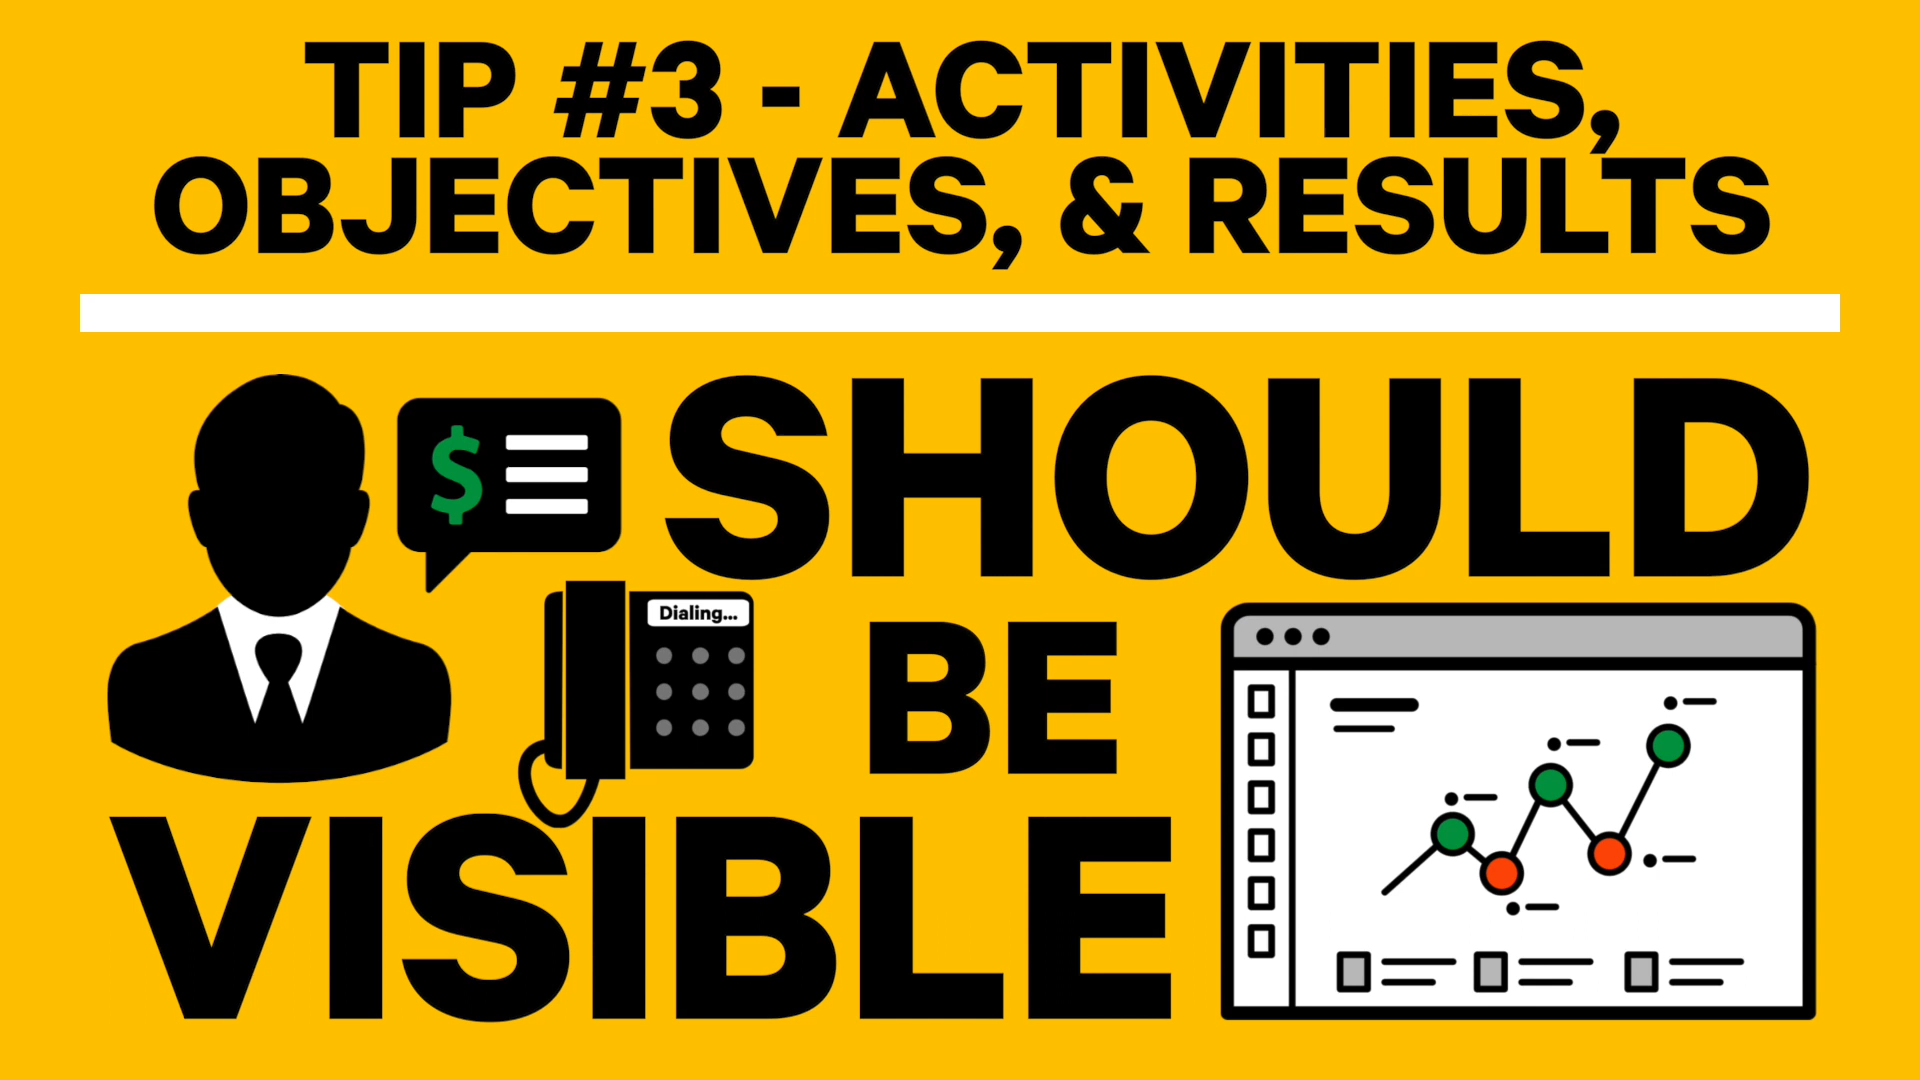 TIP #3 - ACTIVITIES,
OBJECTIVES, & RESULTS
$
SHOULD
Dialing...
BE
VISIBLE